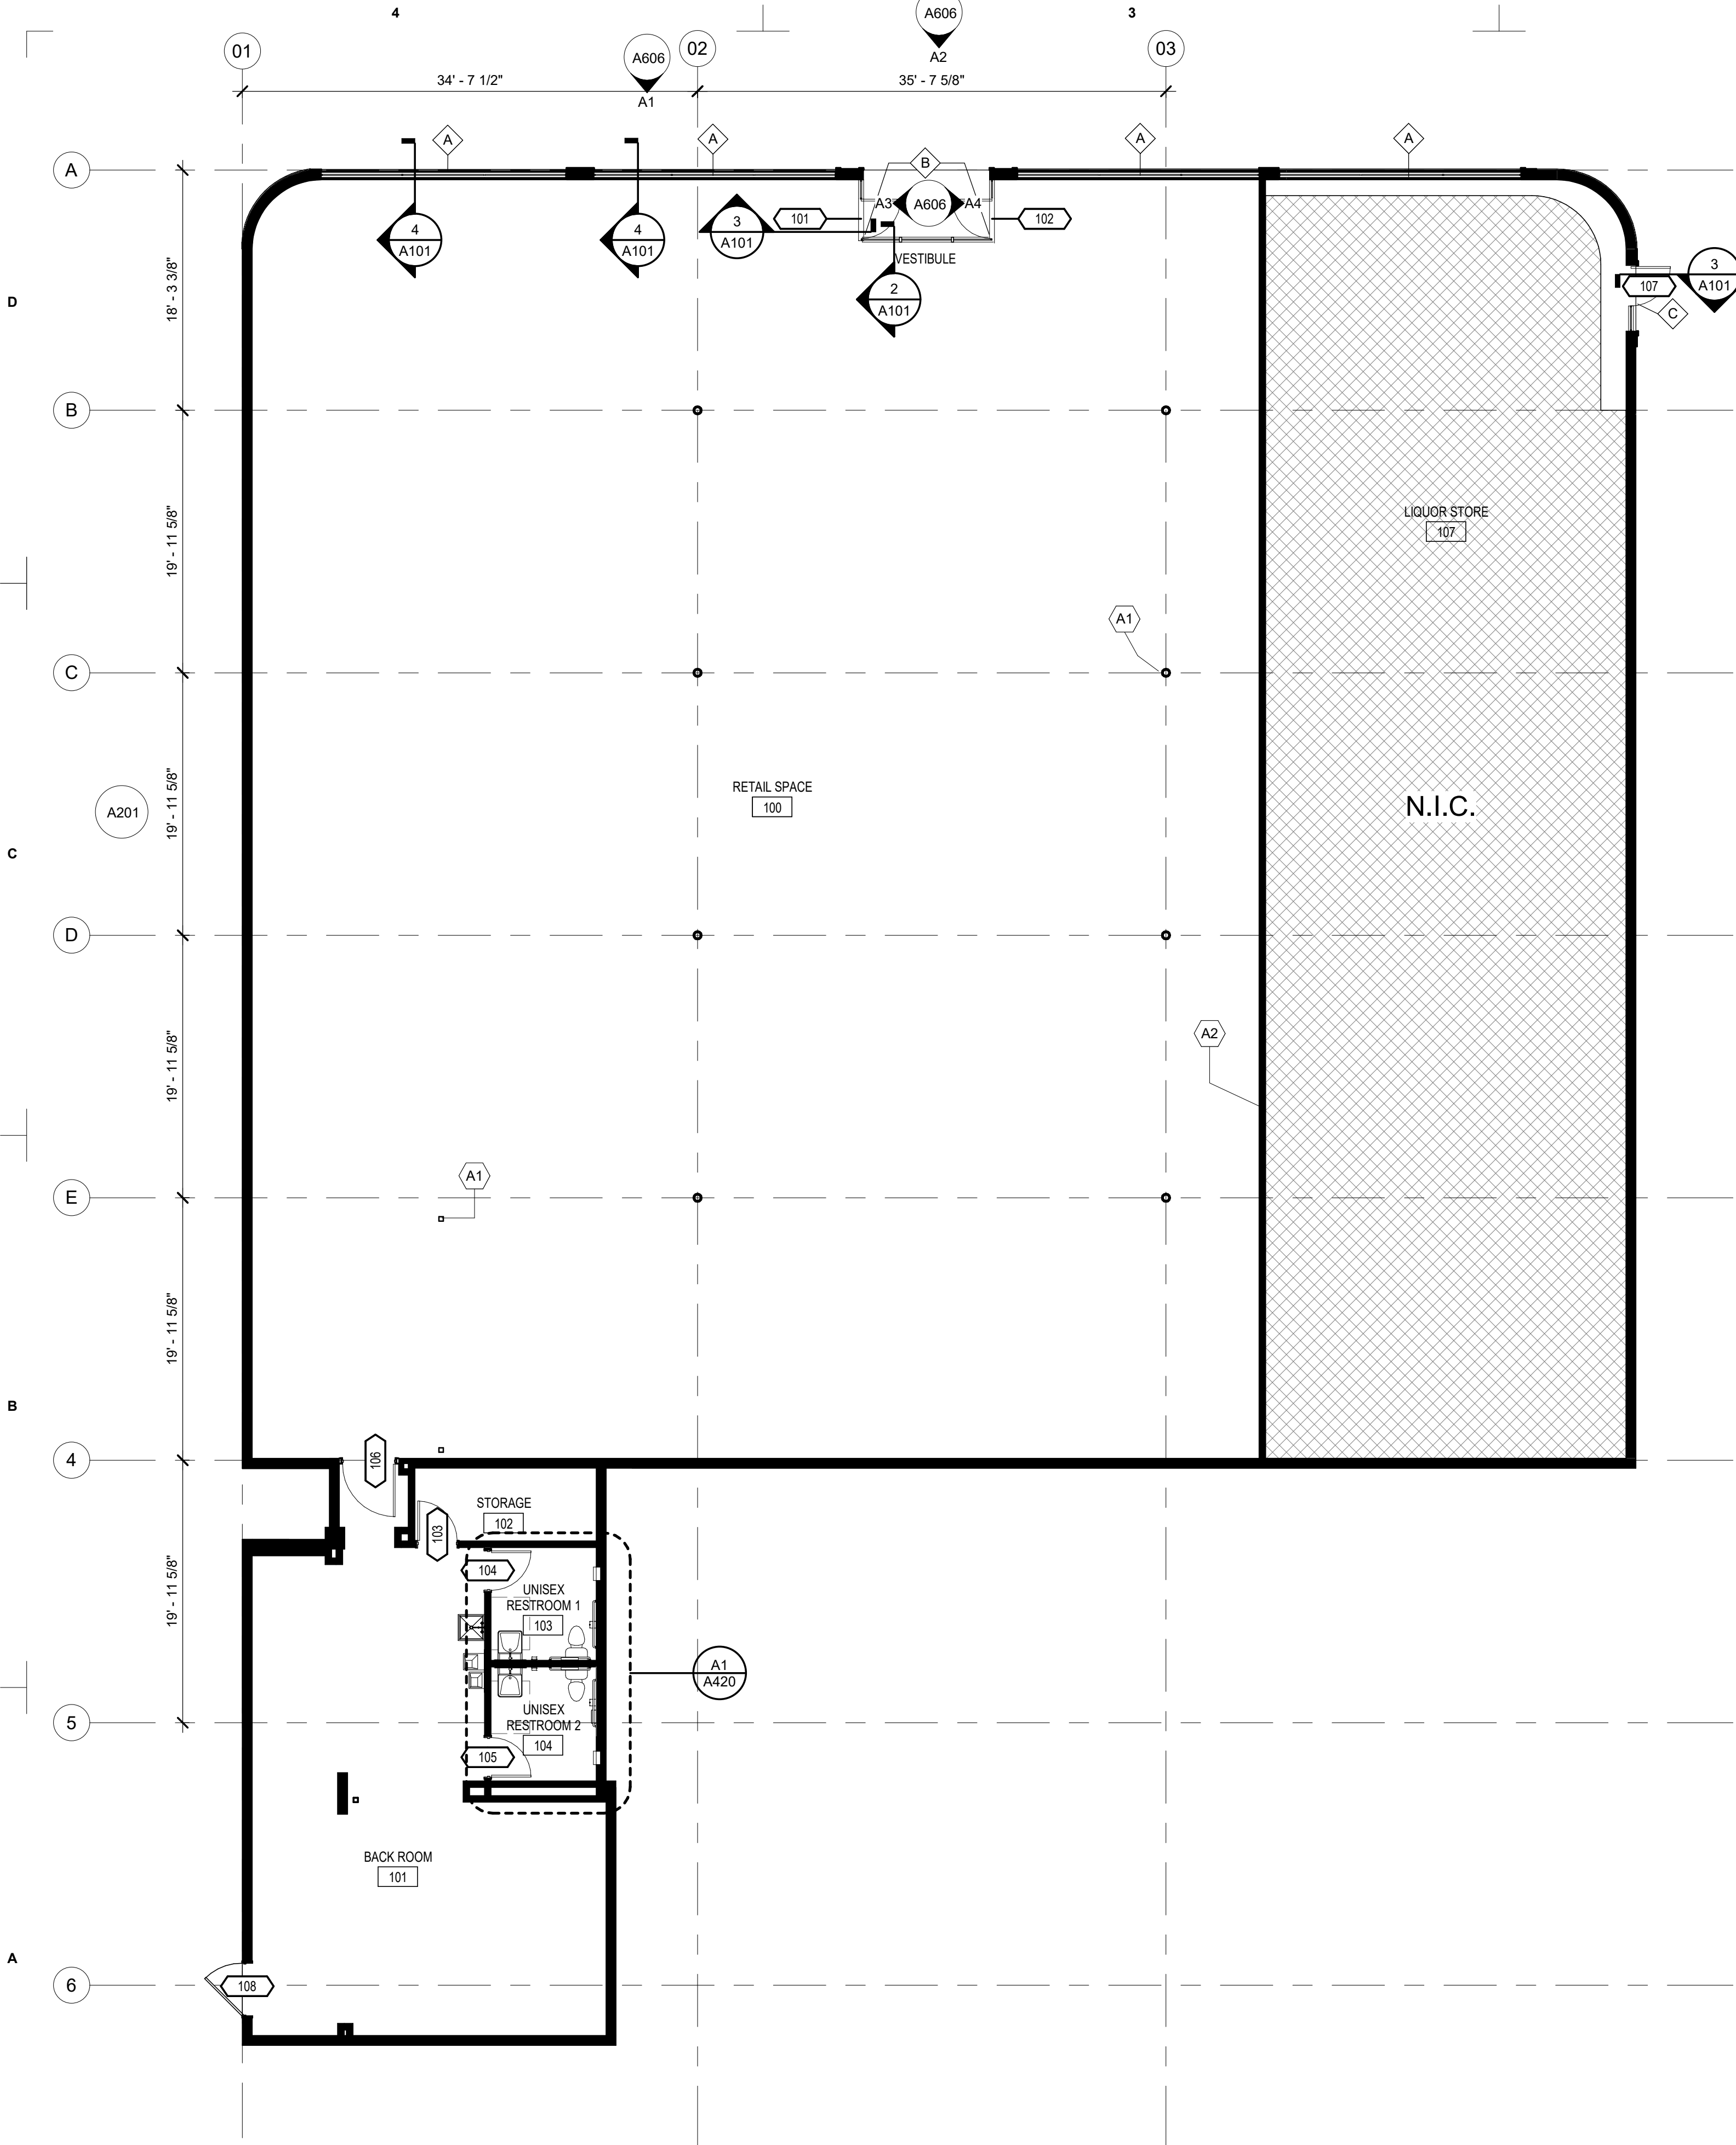 4
A606
3
01
A606
02
A2
03
34' - 7 1/2"
35' - 7 5/8"
A1
A
A
A
A
A
B
A3
A606
A4
101
102
4
A101
4
A101
3
A101
VESTIBULE
3
A101
107
C
2
A101
D
18' - 3 3/8"
B
LIQUOR STORE
107
19' - 11 5/8"
A1
C
RETAIL SPACE
100
N.I.C.
A201
19' - 11 5/8"
C
D
A2
19' - 11 5/8"
A1
E
19' - 11 5/8"
B
4
106
STORAGE
102
103
104
UNISEX
RESTROOM 1
103
19' - 11 5/8"
A1
A420
UNISEX
RESTROOM 2
104
5
105
BACK ROOM
101
A
6
108